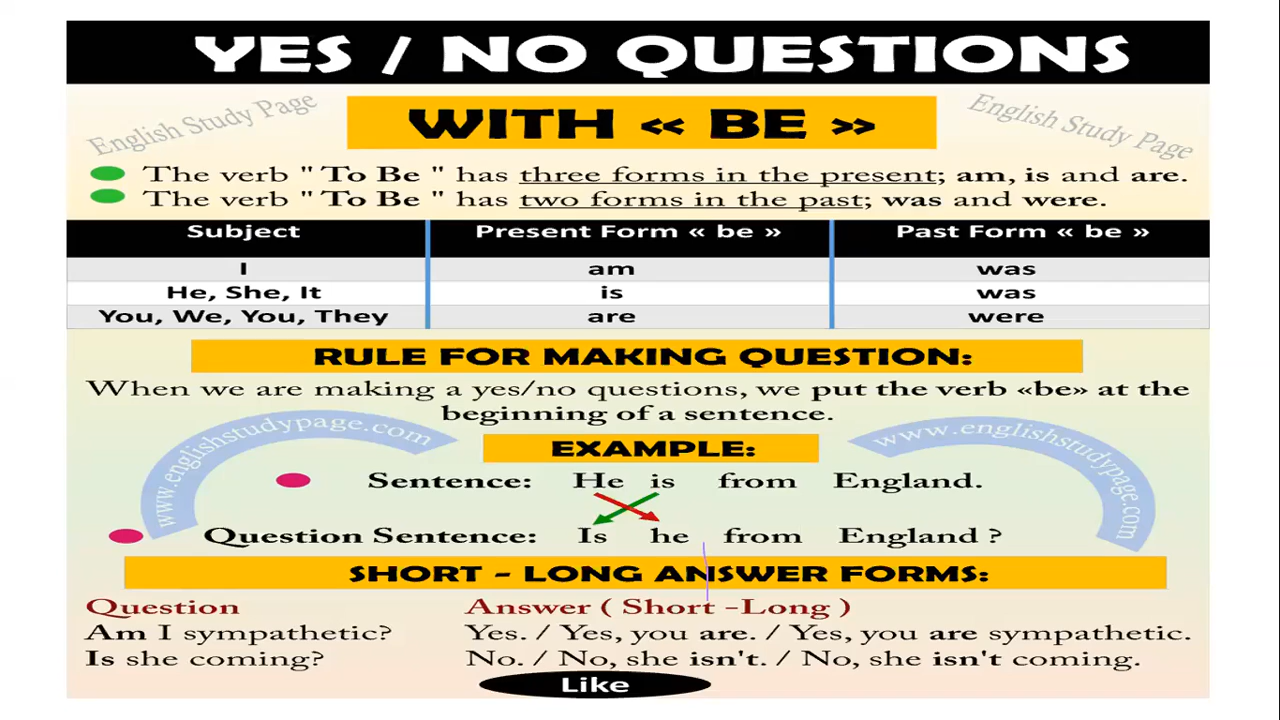 YES / NO QUESTIONS
English Study Page
WITH « BE »
English Study Page
The verb " To Be " has three forms in the present; am, is and are.
The verb " To Be " has two forms in the past; was and were.
Subject Present Form « be » Past Form « be »
I am was
He, She, It is was
You, We, You, They are were
RULE FOR MAKING QUESTION:
When we are making a yes/no questions, we put the verb «be» at the
beginning of a sentence.
www.englishstudypage.com
EXAMPLE:
www.englishstudypage.com
Sentence: He is from England.
Question Sentence: Is he from England ?
SHORT - LONG ANSWER FORMS:
Question Answer ( Short -Long )
Am I sympathetic? Yes. / Yes, you are. / Yes, you are sympathetic.
Is she coming? No. / No, she isn't. / No, she isn't coming.
Like